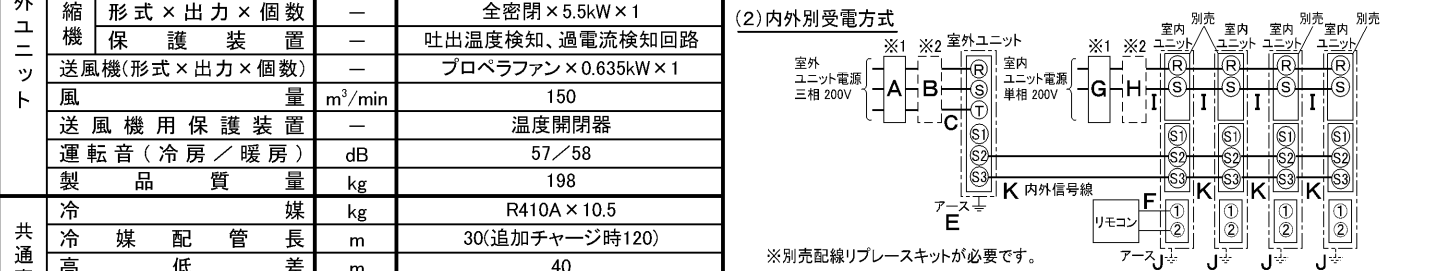 外ユニット
縮機
形式×出力×個数 － 全密閉×5.5kW×1
保護装置 － 吐出温度検知、過電流検知回路
送風機(形式×出力×個数) － プロペラファン×0.635kW×1
風量 m³/min 150
送風機用保護装置 － 温度開閉器
運転音(冷房／暖房) dB 57／58
製品質量 kg 198
共通
冷媒 kg R410A×10.5
冷媒配管長 m 30(追加チャージ時120)
高低差 m 40
(2)内外別受電方式
※1 ※2 室外ユニット
室外
ユニット電源
三相 200V
A B C
R
S
T
S1
S2
S3
アース
E
※1 ※2
室内
ユニット電源
単相 200V
G H
室内ユニット 別売 室内ユニット 室内ユニット 別売 室内ユニット 別売
R R R R
S I S I S I S I
S1 S1 S1 S1
S2 S2 S2 S2
S3 S3 S3 S3
K 内外信号線 K K K
リモコン F
① ① ① ①
② ② ② ②
アース J J J J
※別売配線リプレースキットが必要です。